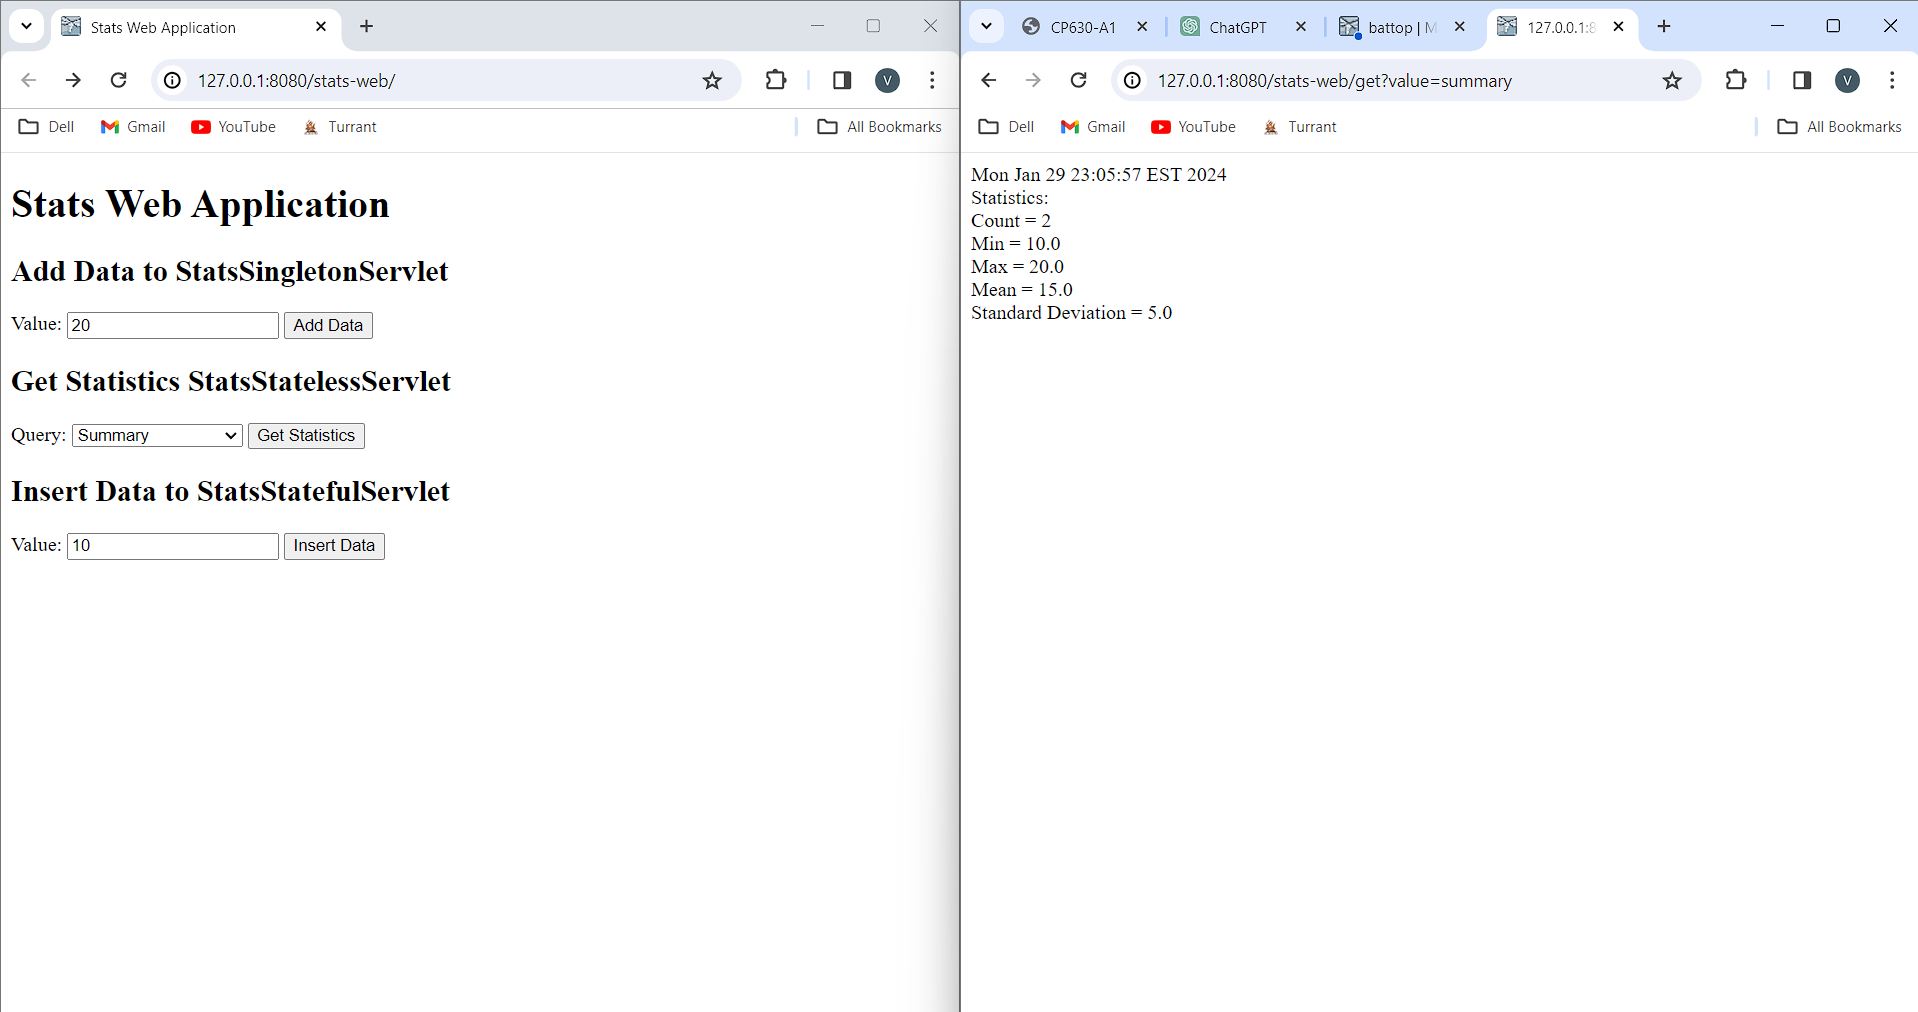 Stats Web Application
127.0.0.1:8080/stats-web/
Dell Gmail YouTube Turrant All Bookmarks
Stats Web Application
Add Data to StatsSingletonServlet
Value: 20 Add Data
Get Statistics StatsStatelessServlet
Query: Summary Get Statistics
Insert Data to StatsStatefulServlet
Value: 10 Insert Data
CP630-A1 ChatGPT battop | M 127.0.0.1:8
127.0.0.1:8080/stats-web/get?value=summary
V
Dell Gmail YouTube Turrant All Bookmarks
Mon Jan 29 23:05:57 EST 2024
Statistics:
Count = 2
Min = 10.0
Max = 20.0
Mean = 15.0
Standard Deviation = 5.0